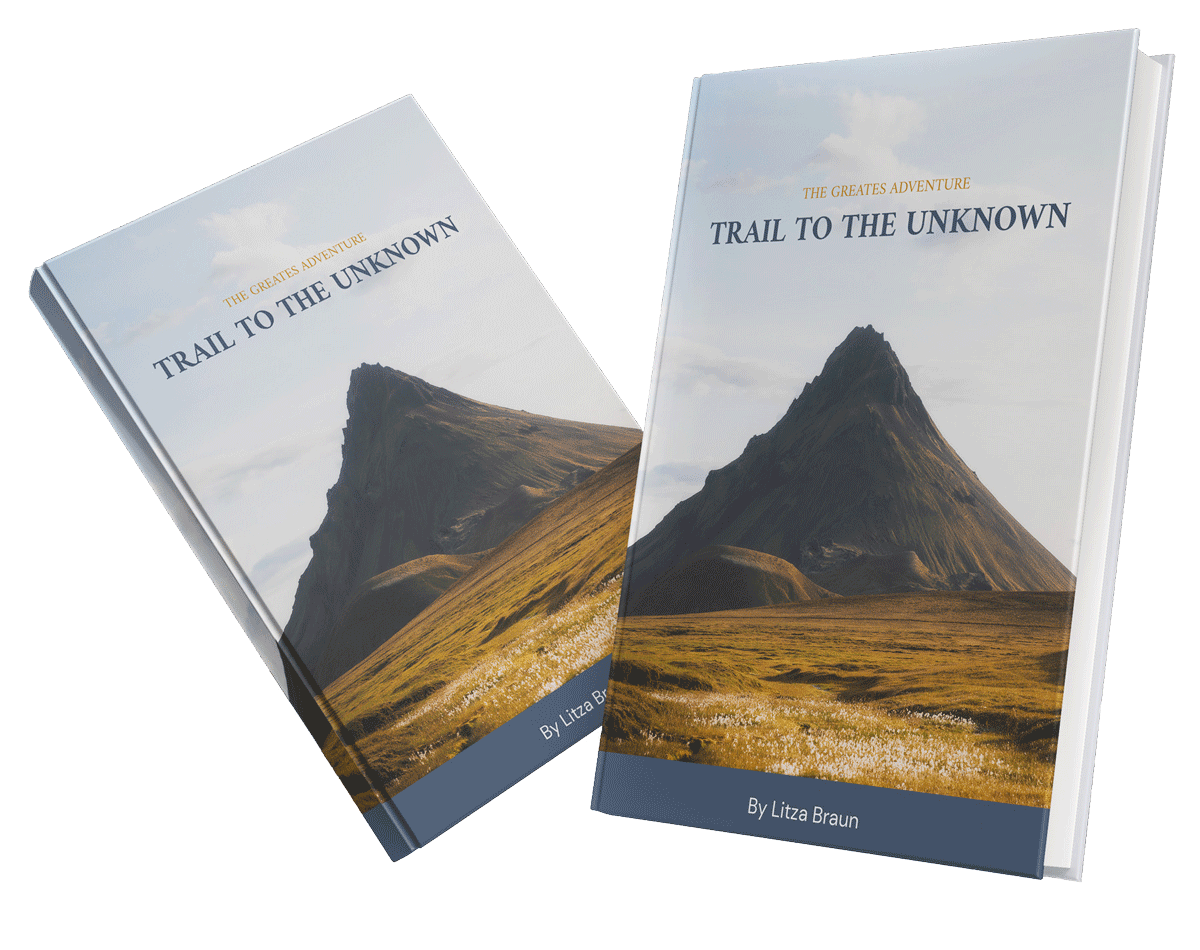 THE GREATES ADVENTURE
TRAIL TO THE UNKNOWN
By Litza Br
THE GREATES ADVENTURE
TRAIL TO THE UNKNOWN
By Litza Braun